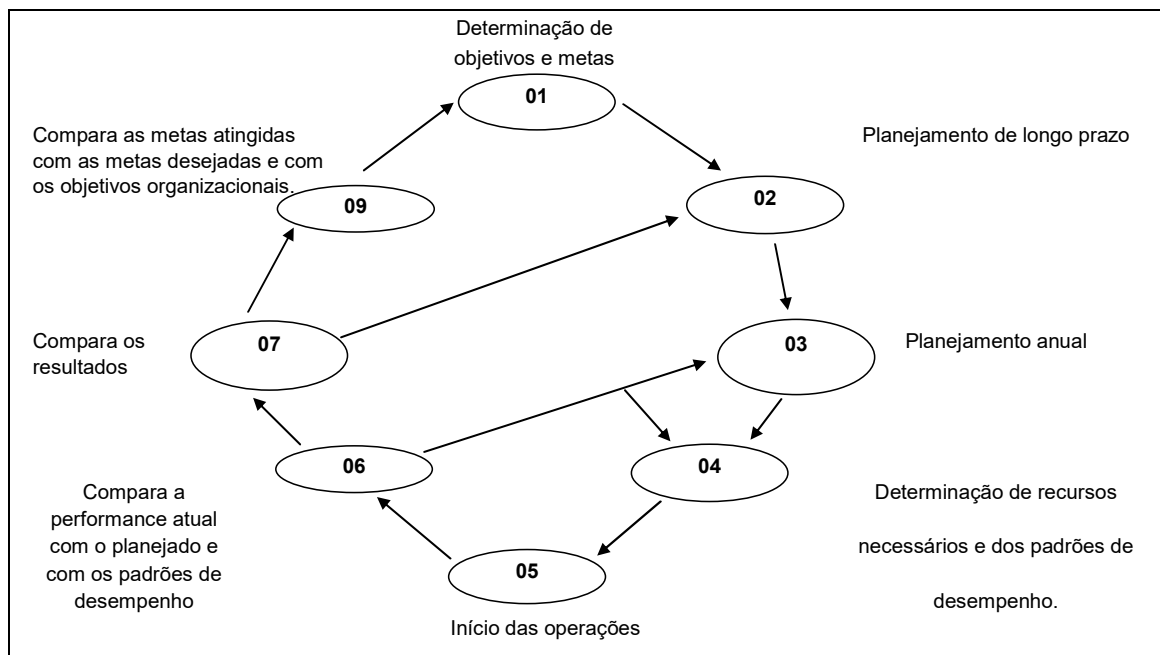 Determinação de
objetivos e metas
01
Compara as metas atingidas
com as metas desejadas e com
os objetivos organizacionais.
Planejamento de longo prazo
09
02
Compara os
resultados
07
03
Planejamento anual
06
04
Compara a
performance atual
com o planejado e
com os padrões de
desempenho
Determinação de recursos
necessários e dos padrões de
desempenho.
05
Início das operações